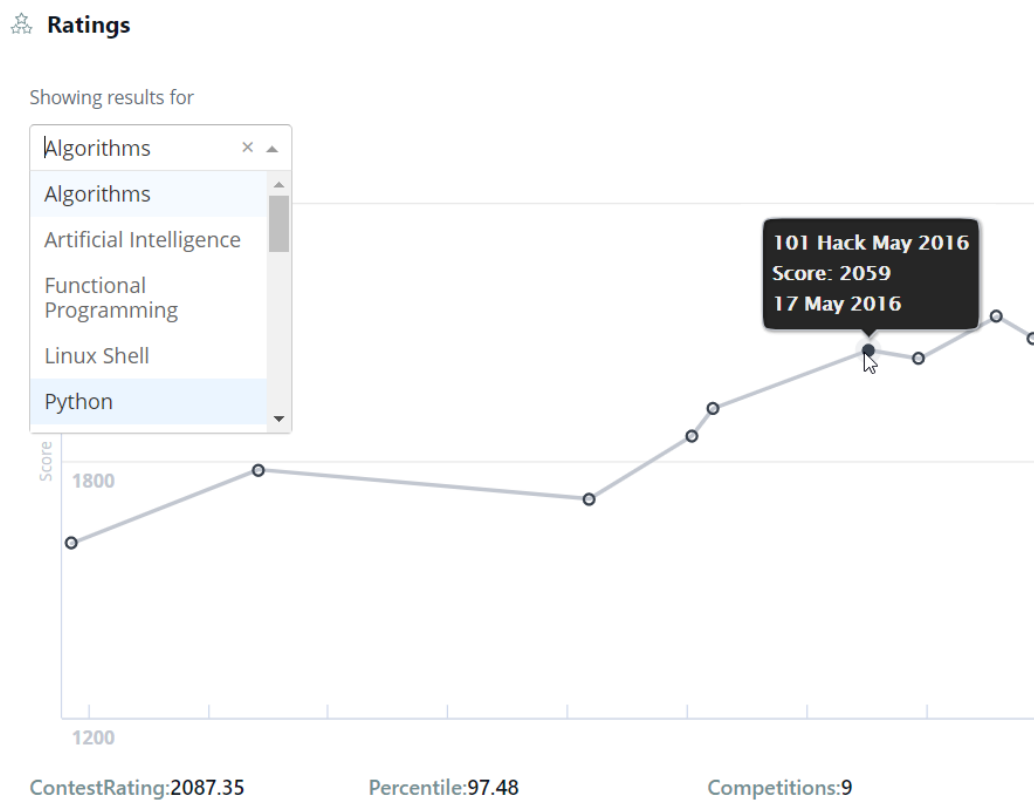 Ratings
Showing results for
Algorithms
Algorithms
Artificial Intelligence
Functional
Programming
Linux Shell
Python
101 Hack May 2016
Score: 2059
17 May 2016
Score
1800
1200
ContestRating:2087.35 Percentile:97.48 Competitions:9